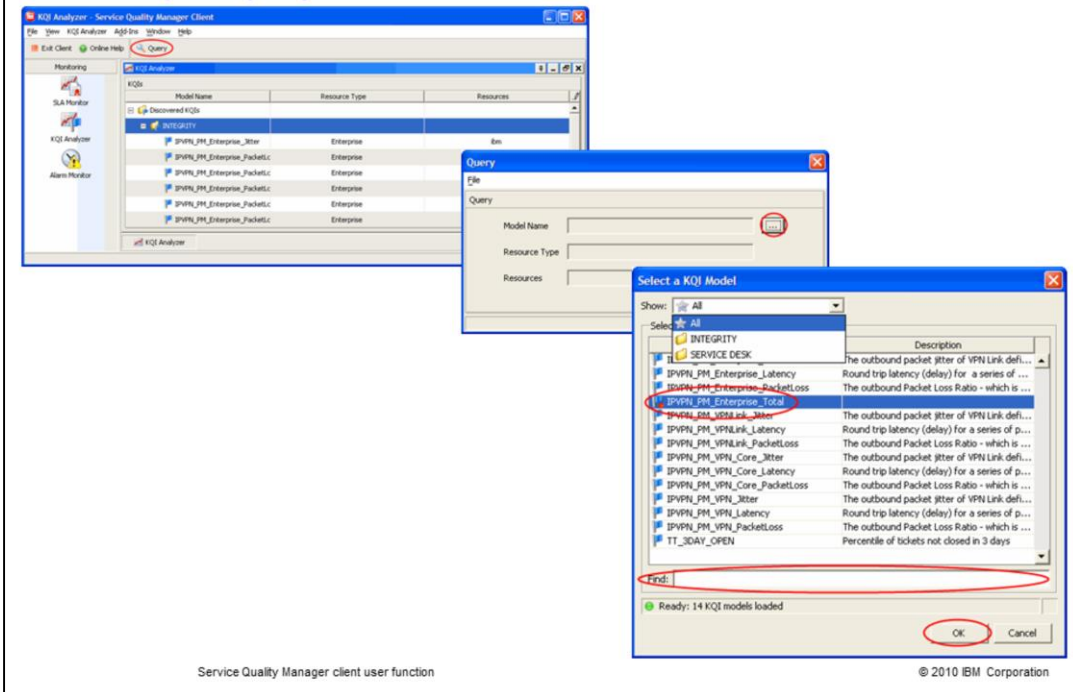 KQI Analyzer - Service Quality Manager Client
File View KQI Analyzer Add-Ins Window Help
Exit Client Online Help Query
Monitoring
SLA Monitor
KQI Analyzer
Alarm Monitor
KQI Analyzer
KQIs
Model Name Resource Type Resources
Discovered KQIs
INTEGRITY
IPVPN_PM_Enterprise_Jitter Enterprise ibm
IPVPN_PM_Enterprise_PacketLc Enterprise
IPVPN_PM_Enterprise_PacketLc Enterprise
IPVPN_PM_Enterprise_PacketLc Enterprise
IPVPN_PM_Enterprise_PacketLc Enterprise
IPVPN_PM_Enterprise_PacketLc Enterprise
KQI Analyzer
Query
File
Query
Model Name ...
Resource Type
Resources
Select a KQI Model
Show: All
All
INTEGRITY
SERVICE DESK
Description
The outbound packet jitter of VPN Link defi...
IPVPN_PM_Enterprise_Latency Round trip latency (delay) for a series of ...
IPVPN_PM_Enterprise_PacketLoss The outbound Packet Loss Ratio - which is ...
IPVPN_PM_Enterprise_Total
IPVPN_PM_VPNLink_Jitter The outbound packet jitter of VPN Link defi...
IPVPN_PM_VPNLink_Latency Round trip latency (delay) for a series of p...
IPVPN_PM_VPNLink_PacketLoss The outbound Packet Loss Ratio - which is ...
IPVPN_PM_VPN_Core_Jitter The outbound packet jitter of VPN Link defi...
IPVPN_PM_VPN_Core_Latency Round trip latency (delay) for a series of p...
IPVPN_PM_VPN_Core_PacketLoss The outbound Packet Loss Ratio - which is ...
IPVPN_PM_VPN_Jitter The outbound packet jitter of VPN Link defi...
IPVPN_PM_VPN_Latency Round trip latency (delay) for a series of p...
IPVPN_PM_VPN_PacketLoss The outbound Packet Loss Ratio - which is ...
TT_3DAY_OPEN Percentile of tickets not closed in 3 days
Find:
Ready: 14 KQI models loaded
OK Cancel
Service Quality Manager client user function © 2010 IBM Corporation